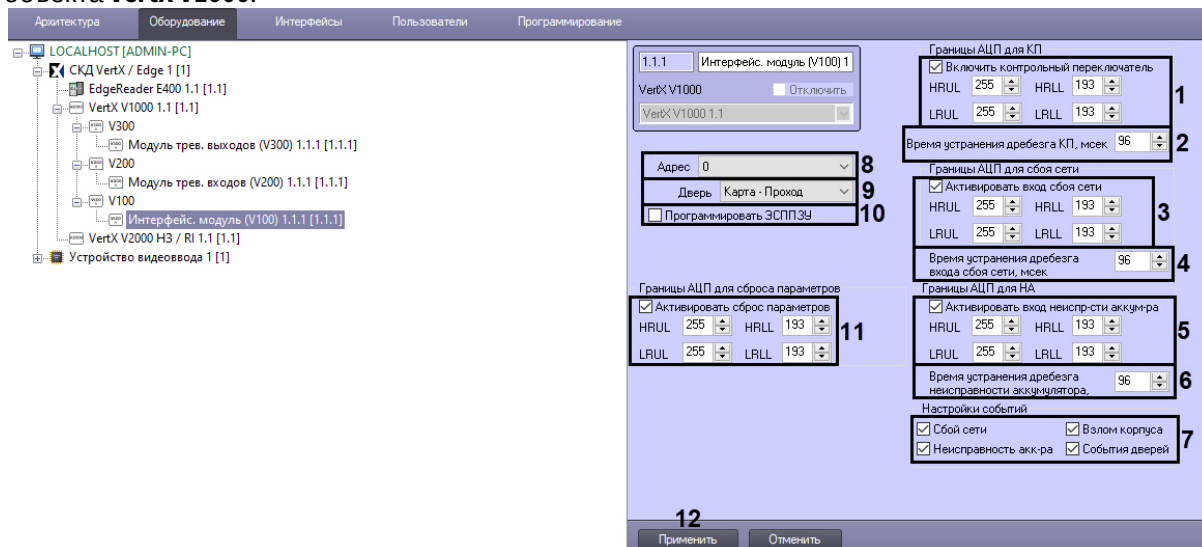 объекта VertX V2000.
Архитектура Оборудование Интерфейсы Пользователи Программирование
LOCALHOST [ADMIN-PC]
СКД VertX / Edge 1 [1]
EdgeReader E400 1.1 [1.1]
VertX V1000 1.1 [1.1]
V300
Модуль трев. выходов (V300) 1.1.1 [1.1.1]
V200
Модуль трев. входов (V200) 1.1.1 [1.1.1]
V100
Интерфейс. модуль (V100) 1.1.1 [1.1.1]
VertX V2000 H3 / RI 1.1 [1.1]
Устройство видеоввода 1 [1]
1.1.1 Интерфейс. модуль (V100) 1
VertX V1000 Отключить
VertX V1000 1.1
Адрес 0 8
Дверь Карта - Проход 9
Программировать ЭСППЗУ 10
Границы АЦП для сброса параметров
Активировать сброс параметров
HRUL 255 HRLL 193 11
LRUL 255 LRLL 193
Границы АЦП для КП
Включить контрольный переключатель
HRUL 255 HRLL 193 1
LRUL 255 LRLL 193
Время устранения дребезга КП, мсек 96 2
Границы АЦП для сбоя сети
Активировать вход сбоя сети
HRUL 255 HRLL 193 3
LRUL 255 LRLL 193
Время устранения дребезга
входа сбоя сети, мсек 96 4
Границы АЦП для НА
Активировать вход неиспр-сти аккум-ра
HRUL 255 HRLL 193 5
LRUL 255 LRLL 193
Время устранения дребезга
неисправности аккумулятора, 96 6
Настройки событий
Сбой сети Взлом корпуса 7
Неисправность акк-ра События дверей
12
Применить Отменить